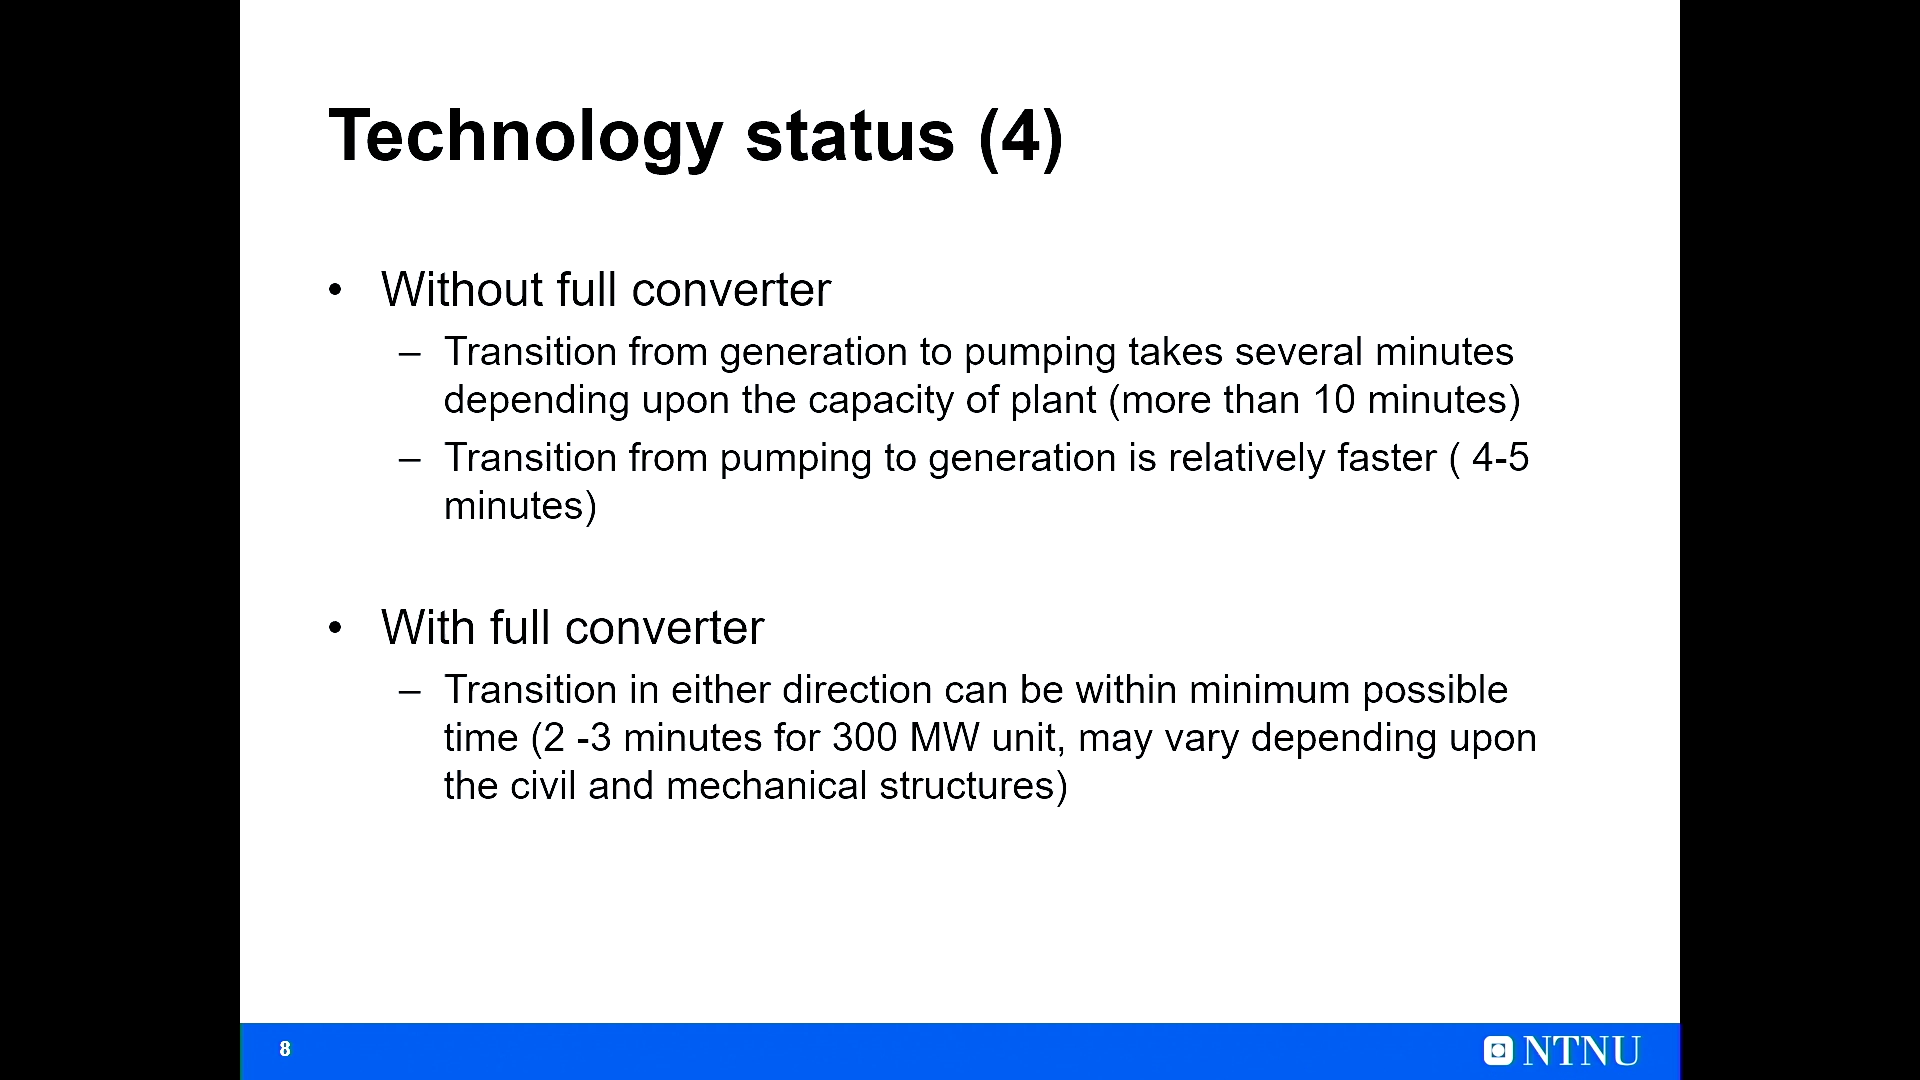 Technology status (4)
• Without full converter
– Transition from generation to pumping takes several minutes
depending upon the capacity of plant (more than 10 minutes)
– Transition from pumping to generation is relatively faster ( 4-5
minutes)
• With full converter
– Transition in either direction can be within minimum possible
time (2 -3 minutes for 300 MW unit, may vary depending upon
the civil and mechanical structures)
8
NTNU